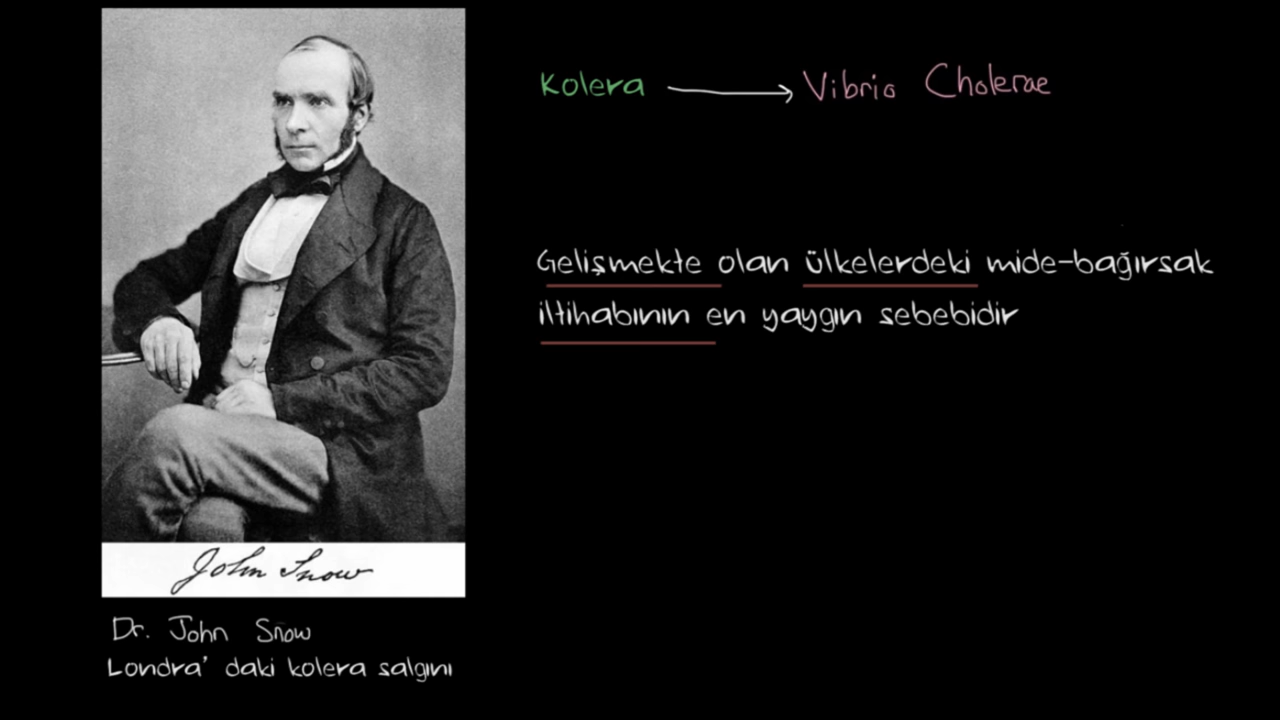 Kolera → Vibrio Cholerae
Gelişmekte olan ülkelerdeki mide-bağırsak
iltihabının en yaygın sebebidir
John Snow
Dr. John Snow
Londra' daki kolera salgını